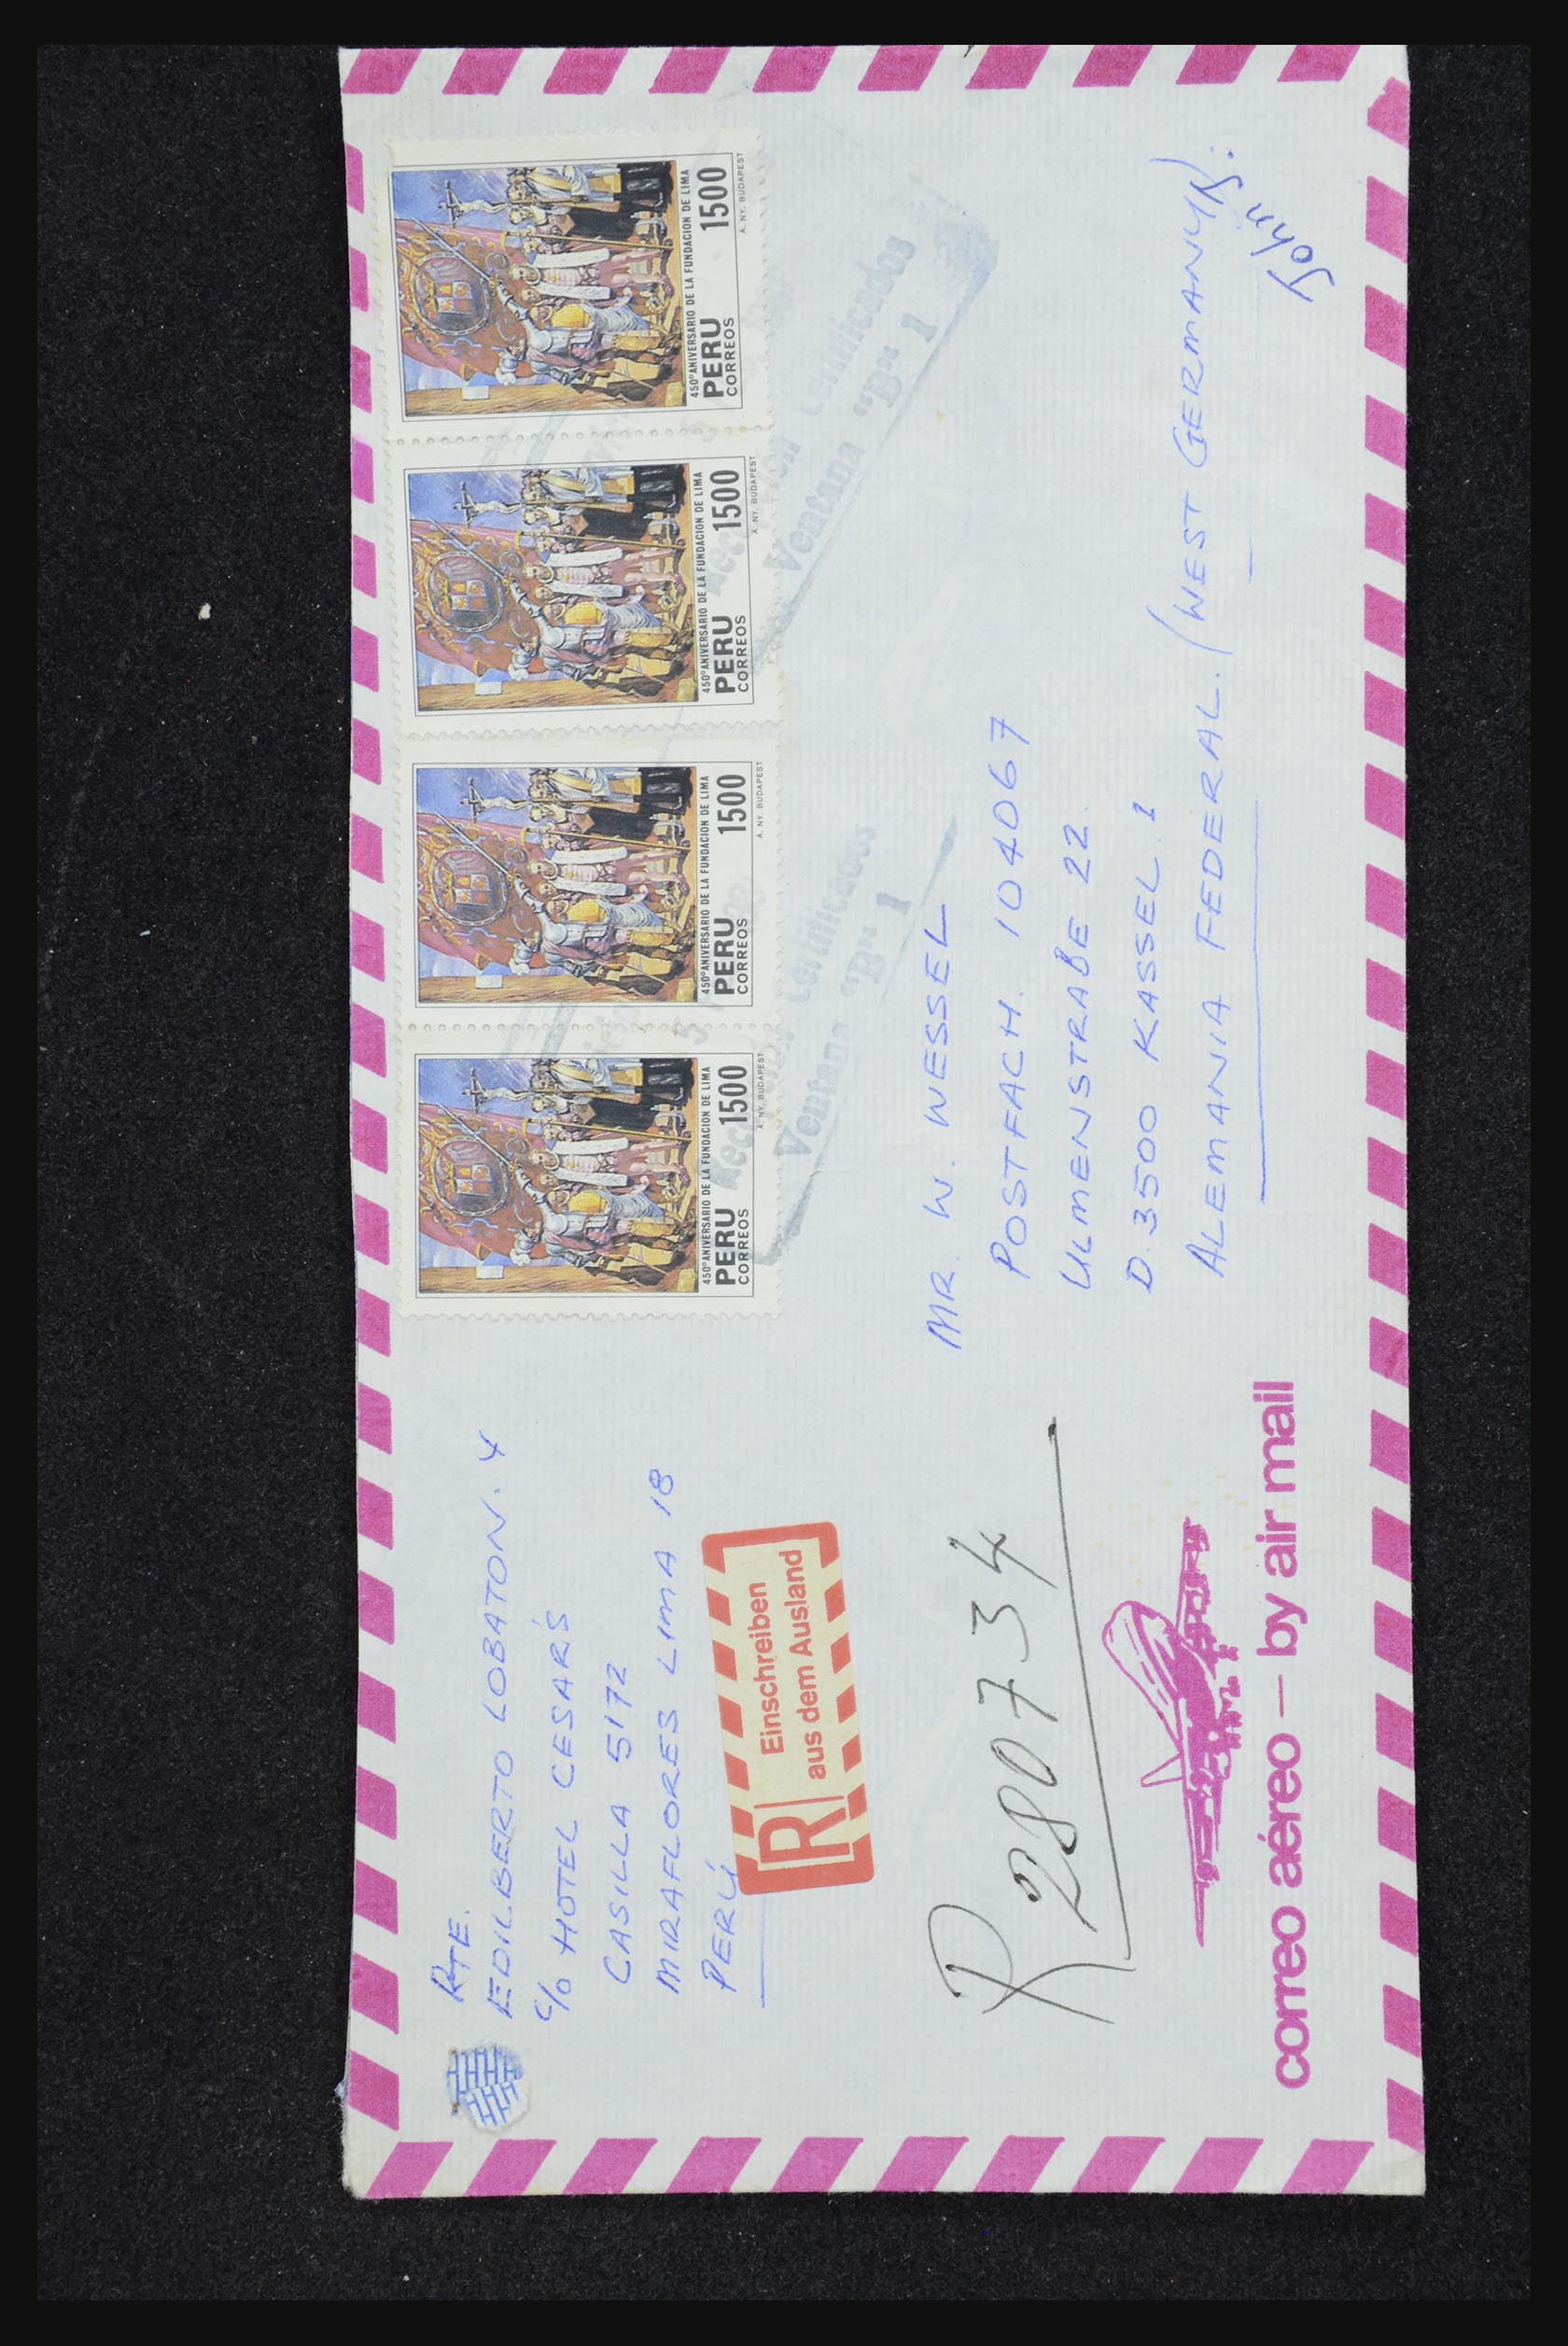 RTE.
EDILBERTO LOBATON. Y
C/O HOTEL CESAR'S
CASILLA 5172
MIRAFLORES LIMA 18
PERÚ
R
Einschreiben
aus dem Ausland
450º ANIVERSARIO DE LA FUNDACION DE LIMA
PERU 1500
CORREOS
A. NY. BUDAPEST
450º ANIVERSARIO DE LA FUNDACION DE LIMA
PERU 1500
CORREOS
A. NY. BUDAPEST
450º ANIVERSARIO DE LA FUNDACION DE LIMA
PERU 1500
CORREOS
A. NY. BUDAPEST
450º ANIVERSARIO DE LA FUNDACION DE LIMA
PERU 1500
CORREOS
A. NY. BUDAPEST
Certificados
Ventana "B" 1
Certificados
Ventana "B" 1
MR. W. WESSEL
POSTFACH. 104067
ULMENSTRAßE 22.
D. 3500 KASSEL. 1
ALEMANIA FEDERAL. (WEST GERMANY)
R 280734
correo aéreo — by air mail